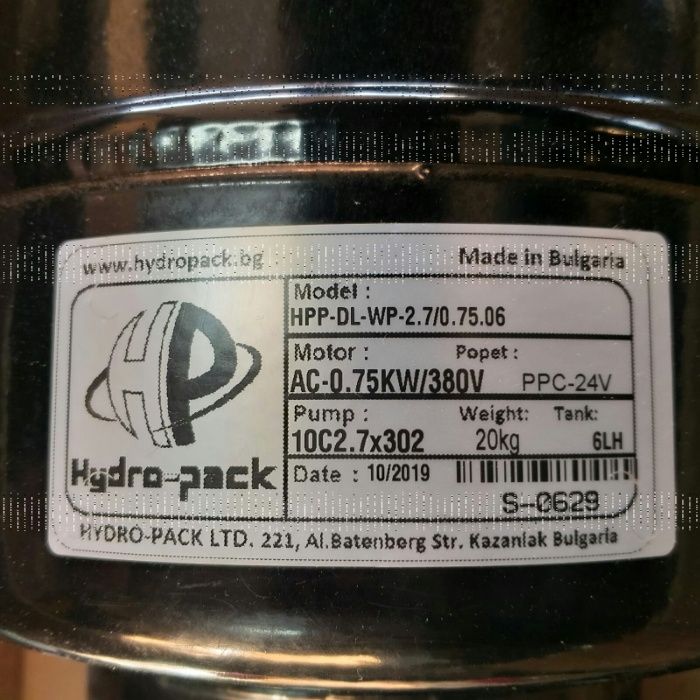 www.hydropack.bg Made in Bulgaria
HP
Hydro-pack
Model :
HPP-DL-WP-2.7/0.75.06
Motor : Popet :
AC-0.75KW/380V PPC-24V
Pump : Weight: Tank:
10C2.7x302 20kg 6LH
Date : 10/2019
S-0629
HYDRO-PACK LTD. 221, Al.Batenberg Str. Kazanlak Bulgaria